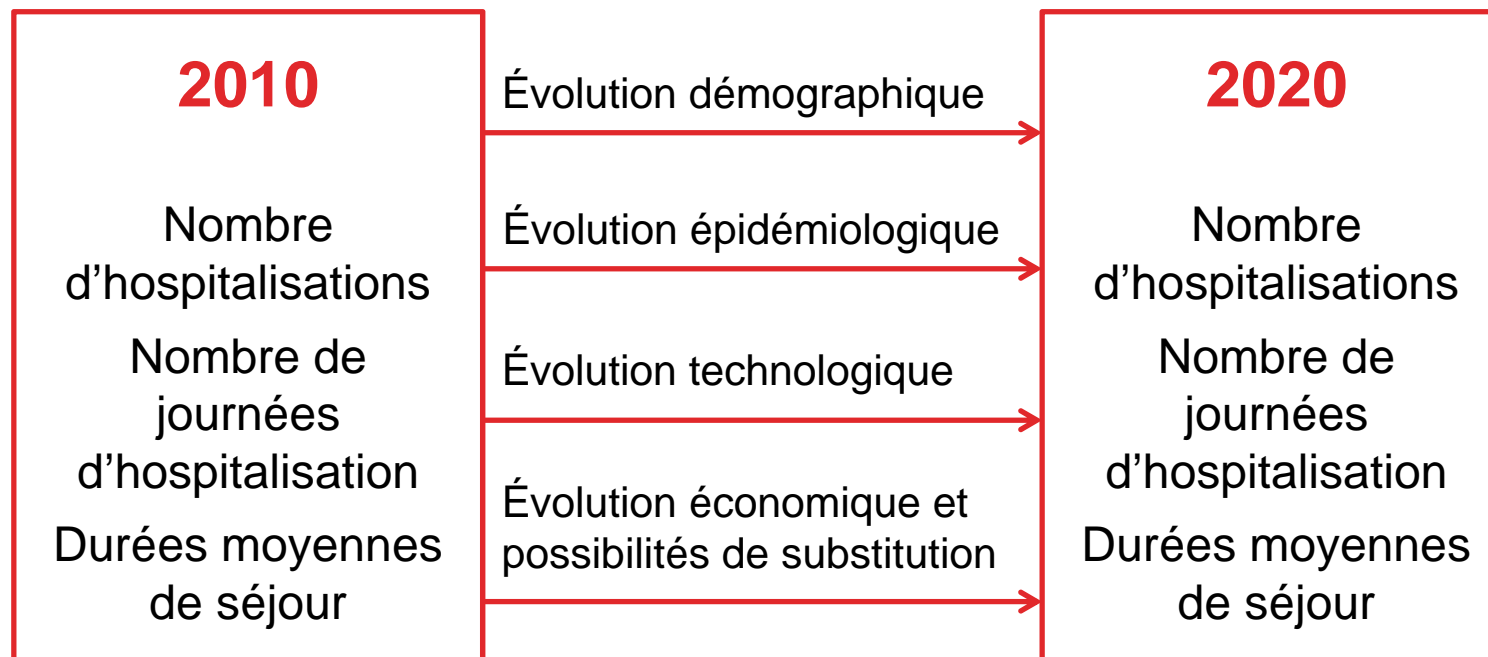 2010
Nombre
d’hospitalisations
Nombre de
journées
d’hospitalisation
Durées moyennes
de séjour
Évolution démographique
Évolution épidémiologique
Évolution technologique
Évolution économique et
possibilités de substitution
2020
Nombre
d’hospitalisations
Nombre de
journées
d’hospitalisation
Durées moyennes
de séjour